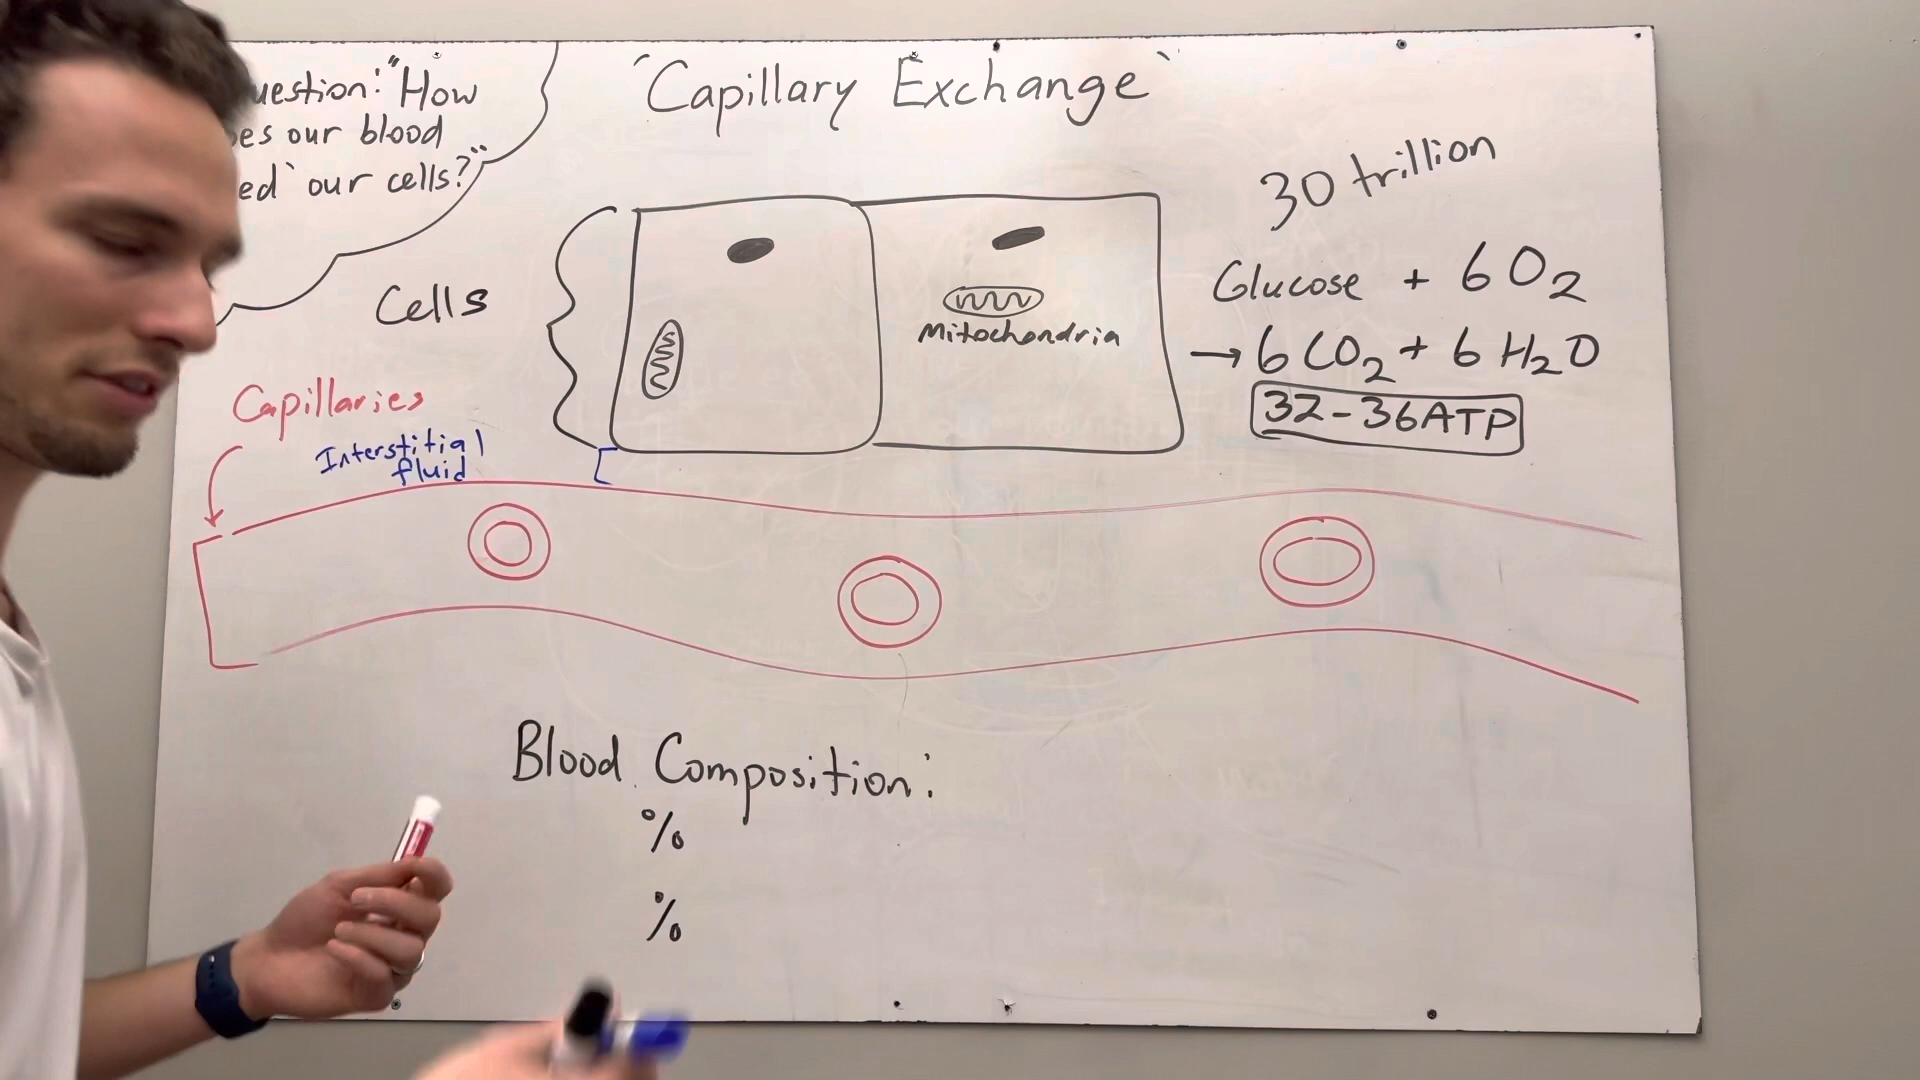 uestion: "How
es our blood
ed` our cells?"
´Capillary Exchange`
30 trillion
Glucose + 6O₂
→ 6CO₂ + 6H₂O
32-36ATP
Cells
Mitochondria
Capillaries
Interstitial
fluid
Blood Composition:
%
%